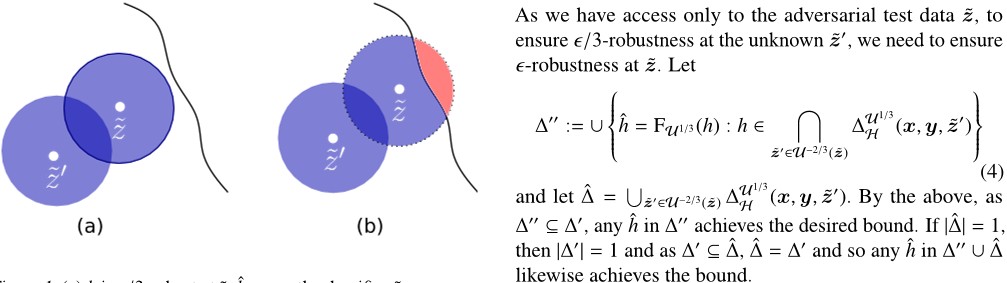 z̃
z̃′
(a)
z̃
z̃′
(b)
As we have access only to the adversarial test data z̃, to
ensure ϵ/3-robustness at the unknown z̃′, we need to ensure
ϵ-robustness at z̃. Let
Δ′′ := ∪ { ĥ = F_{𝒰^{1/3}}(h) : h ∈ ⋂_{z̃′∈𝒰^{−2/3}(z̃)} Δ_ℋ^{𝒰^{1/3}}(x, y, z̃′) }
(4)
and let Δ̂ = ⋃_{z̃′∈𝒰^{−2/3}(z̃)} Δ_ℋ^{𝒰^{1/3}}(x, y, z̃′). By the above, as
Δ′′ ⊆ Δ′, any ĥ in Δ′′ achieves the desired bound. If |Δ̂| = 1,
then |Δ′| = 1 and as Δ′ ⊆ Δ̂, Δ̂ = Δ′ and so any ĥ in Δ′′ ∪ Δ̂
likewise achieves the bound.